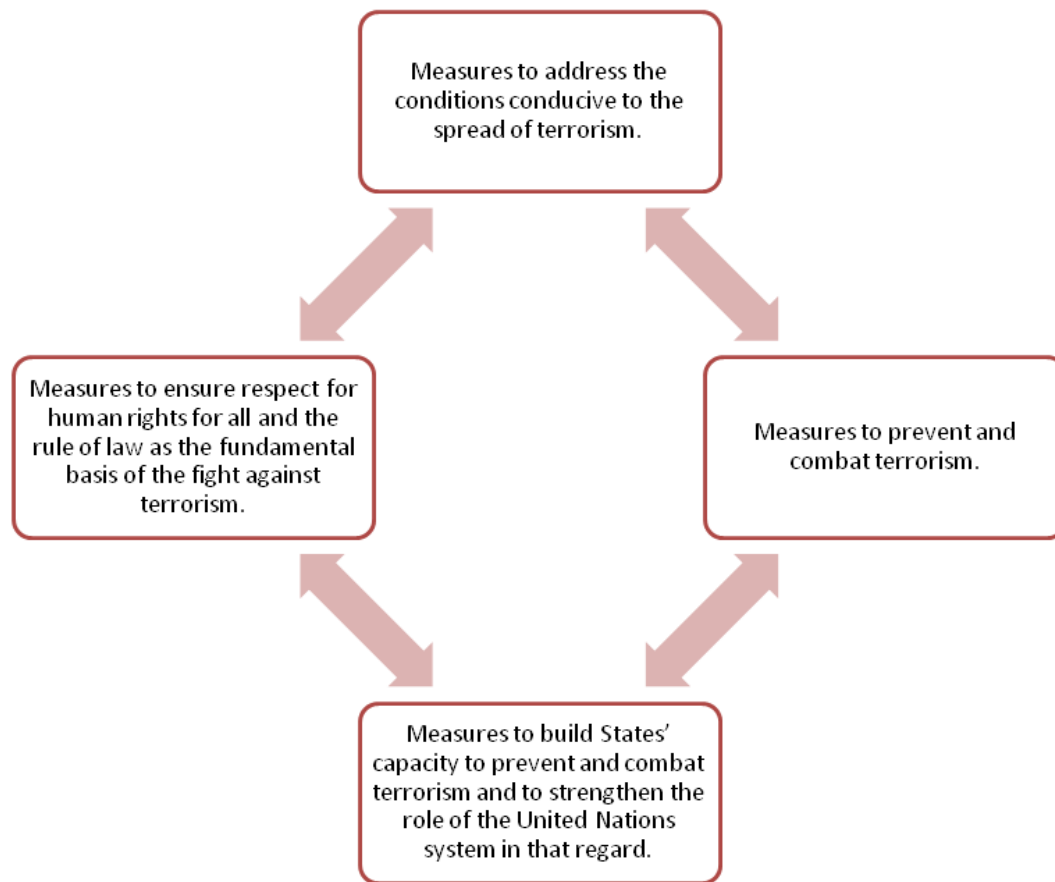 Measures to address the
conditions conducive to the
spread of terrorism.
Measures to ensure respect for
human rights for all and the
rule of law as the fundamental
basis of the fight against
terrorism.
Measures to prevent and
combat terrorism.
Measures to build States’
capacity to prevent and combat
terrorism and to strengthen the
role of the United Nations
system in that regard.